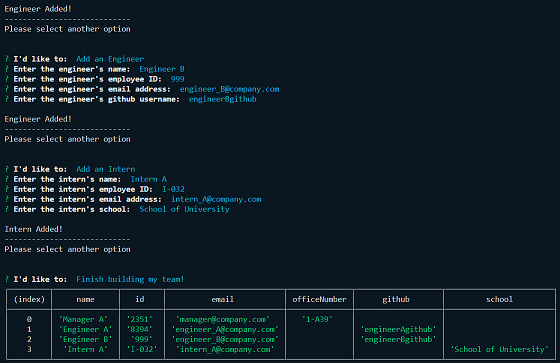 Engineer Added!
----------------------------
Please select another option
? I'd like to: Add an Engineer
? Enter the engineer's name: Engineer B
? Enter the engineer's employee ID: 999
? Enter the engineer's email address: engineer_B@company.com
? Enter the engineer's github username: engineerBgithub
Engineer Added!
----------------------------
Please select another option
? I'd like to: Add an Intern
? Enter the intern's name: Intern A
? Enter the intern's employee ID: I-032
? Enter the intern's email address: intern_A@company.com
? Enter the intern's school: School of University
Intern Added!
----------------------------
Please select another option
? I'd like to: Finish building my team!
(index) name id email officeNumber github school
0 'Manager A' '2351' 'manager@company.com' '1-A39'
1 'Engineer A' '8394' 'engineer_A@company.com' 'engineerAgithub'
2 'Engineer B' '999' 'engineer_B@company.com' 'engineerBgithub'
3 'Intern A' 'I-032' 'intern_A@company.com' 'School of University'